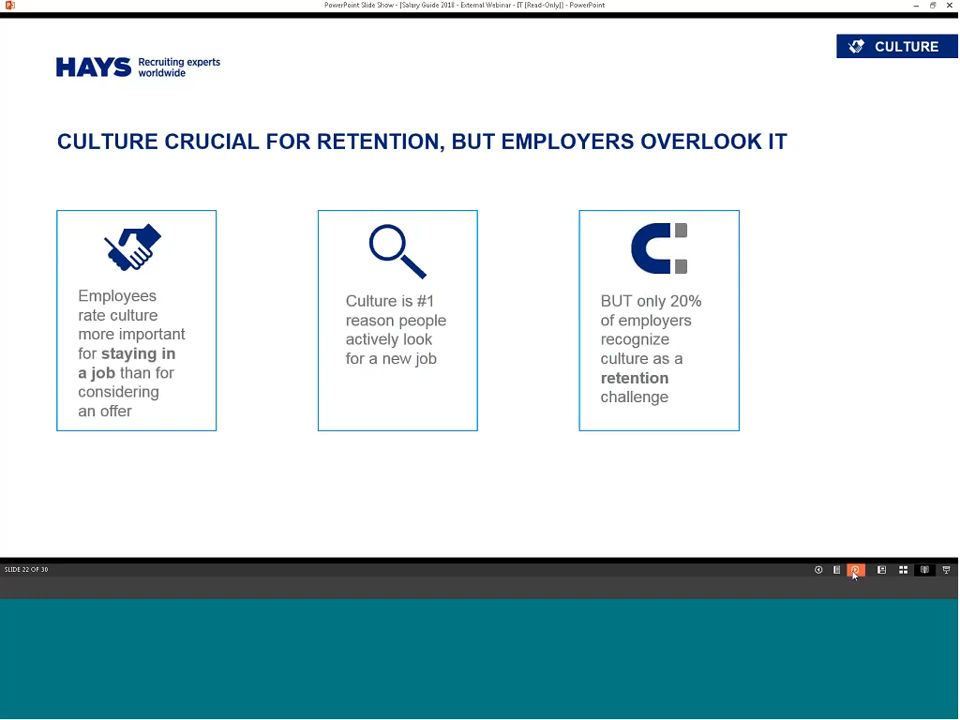 PowerPoint Slide Show - [Salary Guide 2018 - External Webinar - IT [Read-Only]] - PowerPoint
CULTURE
HAYS Recruiting experts
worldwide
CULTURE CRUCIAL FOR RETENTION, BUT EMPLOYERS OVERLOOK IT
Employees
rate culture
more important
for staying in
a job than for
considering
an offer
Culture is #1
reason people
actively look
for a new job
BUT only 20%
of employers
recognize
culture as a
retention
challenge
SLIDE 22 OF 30